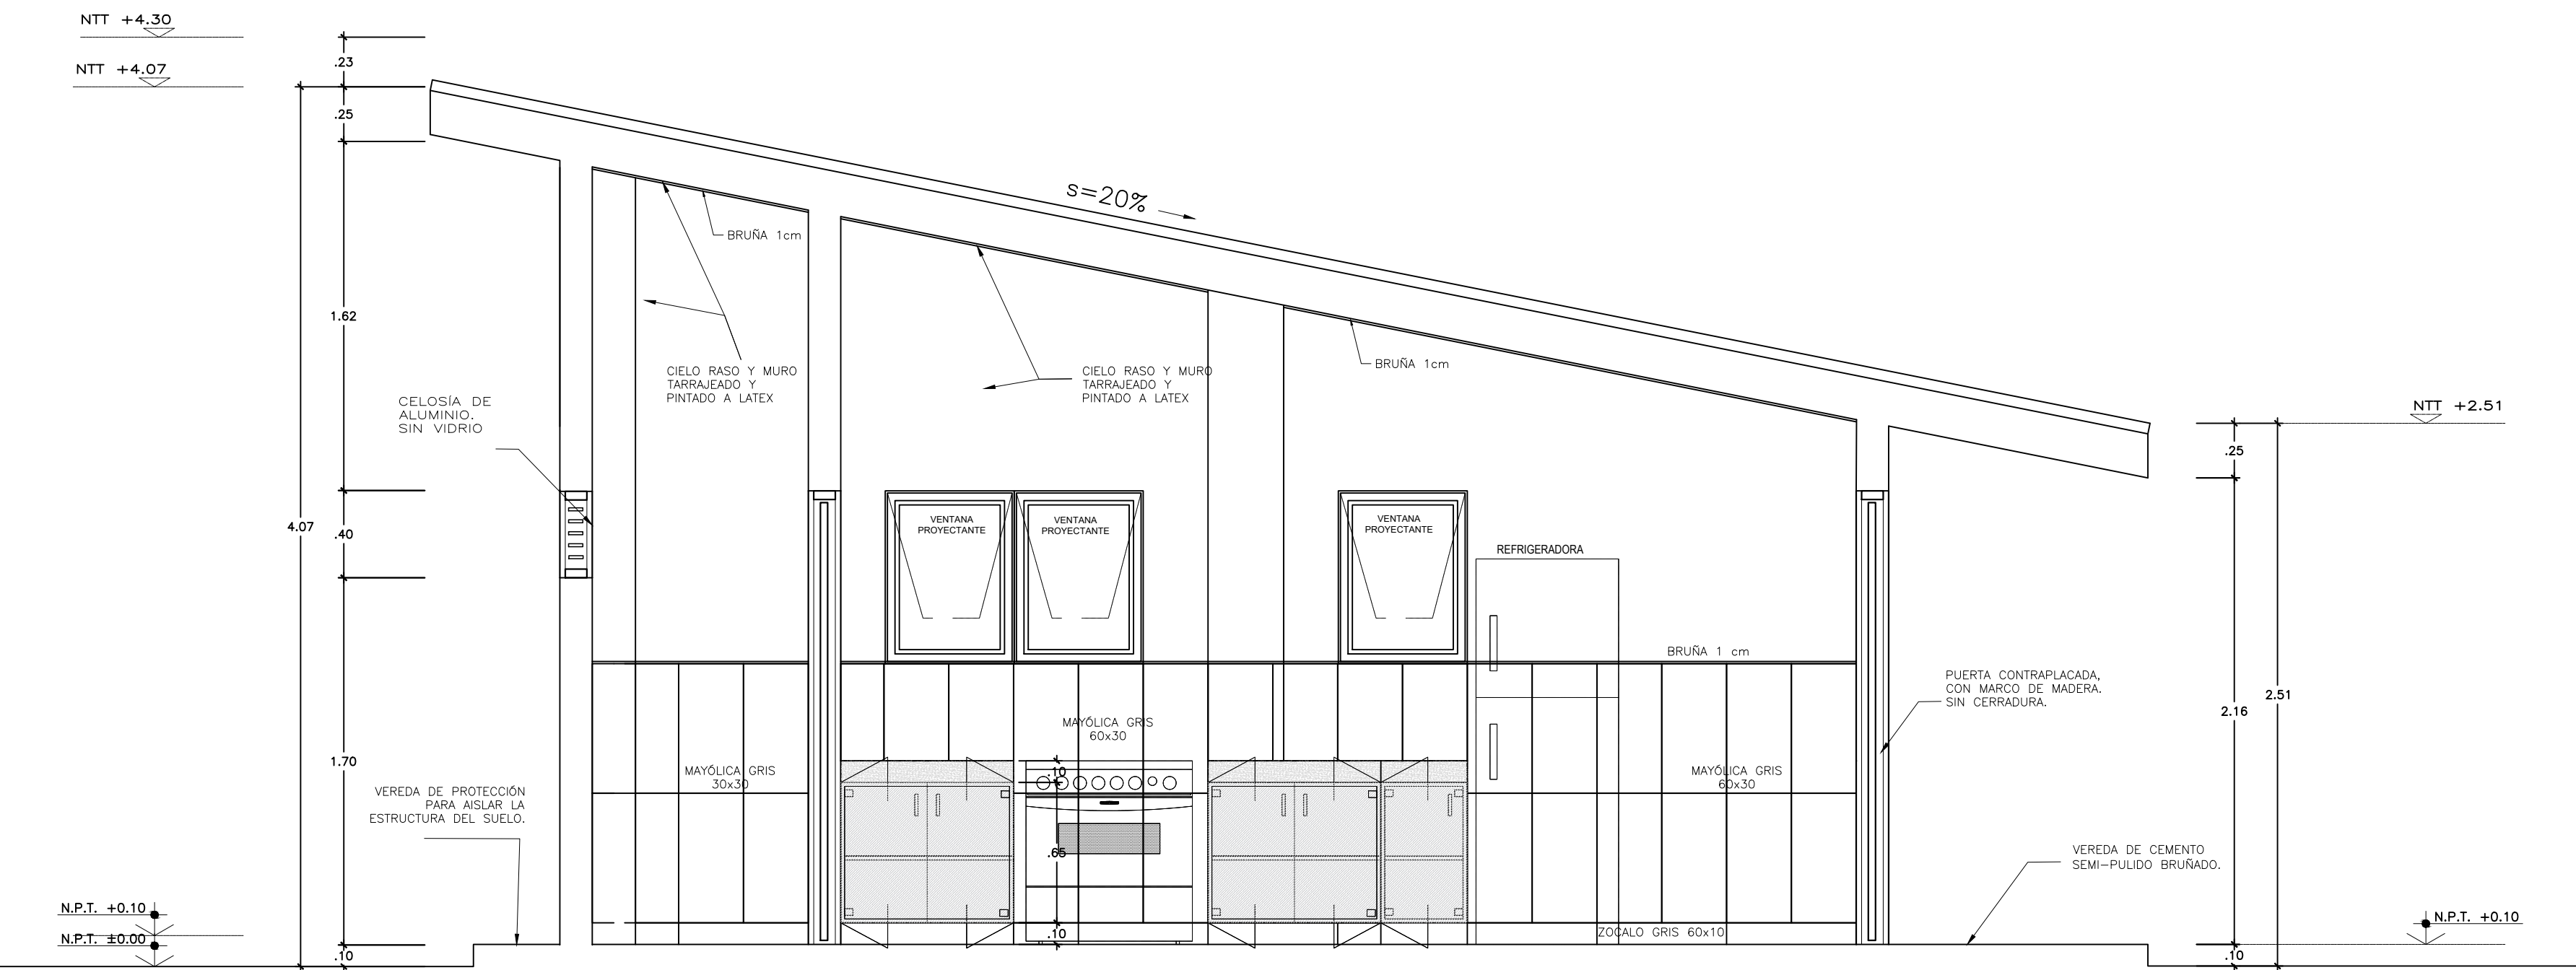 NTT +4.30
NTT +4.07
.23
.25
1.62
4.07
.40
1.70
.10
s=20%
BRUÑA 1cm
CIELO RASO Y MURO
TARRAJEADO Y
PINTADO A LATEX
CIELO RASO Y MURO
TARRAJEADO Y
PINTADO A LATEX
BRUÑA 1cm
CELOSÍA DE
ALUMINIO.
SIN VIDRIO
NTT +2.51
.25
2.51
2.16
.10
VENTANA
PROYECTANTE
VENTANA
PROYECTANTE
VENTANA
PROYECTANTE
REFRIGERADORA
BRUÑA 1 cm
PUERTA CONTRAPLACADA,
CON MARCO DE MADERA.
SIN CERRADURA.
MAYÓLICA GRIS
60x30
MAYÓLICA GRIS
30x30
MAYÓLICA GRIS
60x30
.10
.65
.10
VEREDA DE PROTECCIÓN
PARA AISLAR LA
ESTRUCTURA DEL SUELO.
VEREDA DE CEMENTO
SEMI-PULIDO BRUÑADO.
ZOCALO GRIS 60x10
N.P.T. +0.10
N.P.T. ±0.00
N.P.T. +0.10